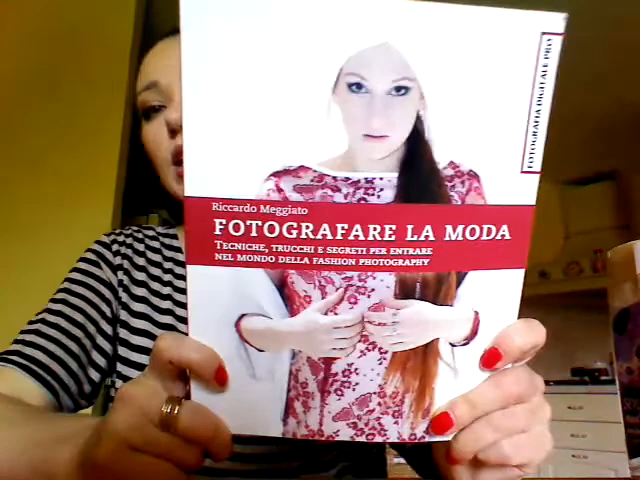 FOTOGRAFIA DIGITALE PRO
Riccardo Meggiato
FOTOGRAFARE LA MODA
TECNICHE, TRUCCHI E SEGRETI PER ENTRARE
NEL MONDO DELLA FASHION PHOTOGRAPHY